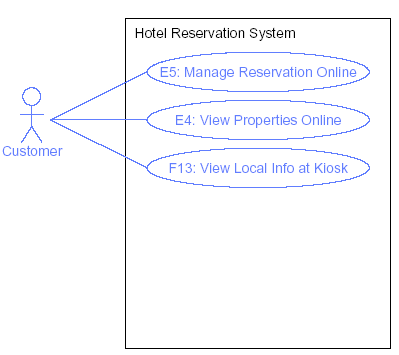 Hotel Reservation System
E5: Manage Reservation Online
E4: View Properties Online
F13: View Local Info at Kiosk
Customer